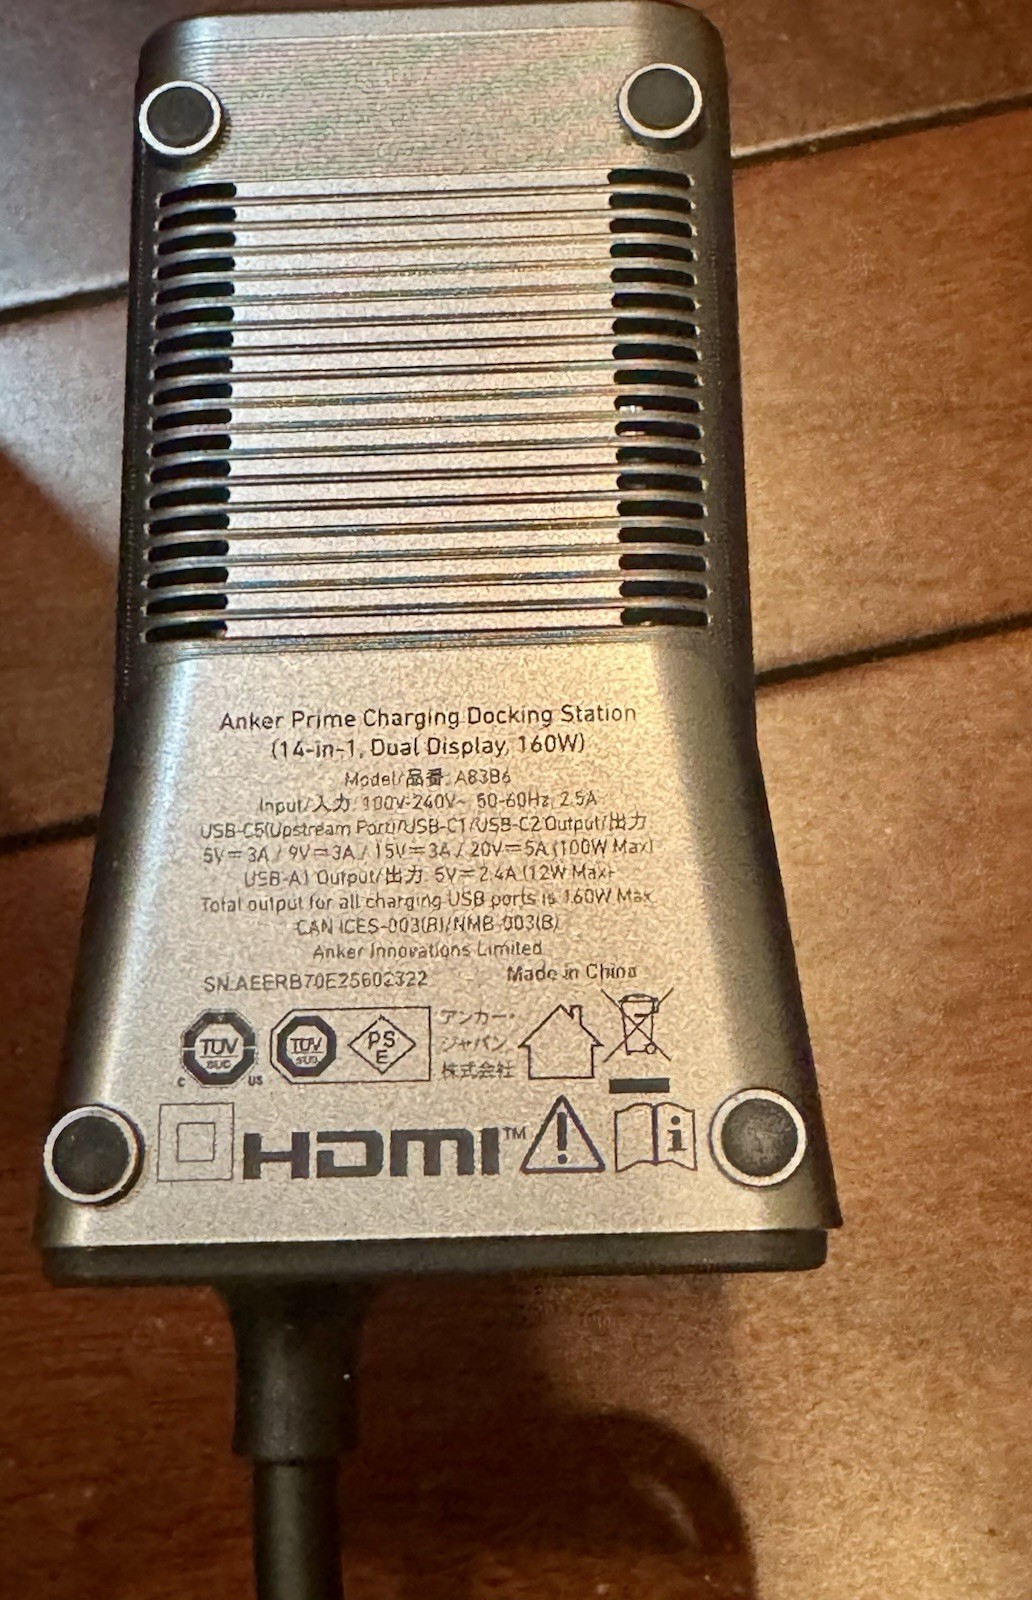 Anker Prime Charging Docking Station
(14-in-1, Dual Display, 160W)
Model/品番: A83B6
Input/入力: 100V-240V~ 50-60Hz, 2.5A
USB-C5(Upstream Port)/USB-C1/USB-C2 Output/出力:
5V⎓3A / 9V⎓3A / 15V⎓3A / 20V⎓5A (100W Max)
USB-A1 Output/出力: 5V⎓2.4A (12W Max)
Total output for all charging USB ports is 160W Max
CAN ICES-003(B)/NMB-003(B)
Anker Innovations Limited
SN:AEERB70E25602322 Made in China
TÜV SÜD C US
TÜV SÜD
PS E
アンカー・
ジャパン
株式会社
HDMI™